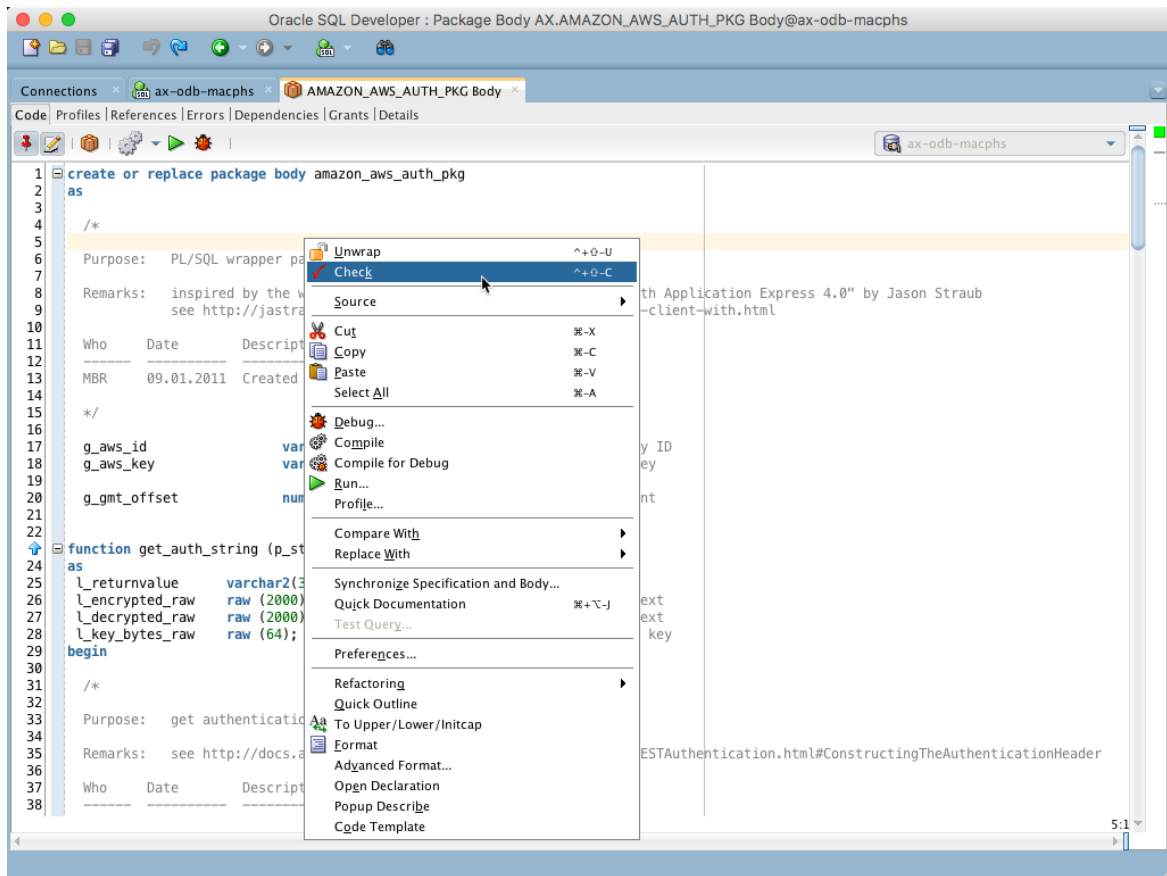 Oracle SQL Developer : Package Body AX.AMAZON_AWS_AUTH_PKG Body@ax-odb-macphs
Connections ax-odb-macphs AMAZON_AWS_AUTH_PKG Body
Code Profiles References Errors Dependencies Grants Details
ax-odb-macphs
1 create or replace package body amazon_aws_auth_pkg
2 as
3
4 /*
5
6 Purpose: PL/SQL wrapper pa
7
8 Remarks: inspired by the w th Application Express 4.0" by Jason Straub
9 see http://jastra -client-with.html
10
11 Who Date Descript
12 ------ ---------- --------
13 MBR 09.01.2011 Created
14
15 */
16
17 g_aws_id var y ID
18 g_aws_key var ey
19
20 g_gmt_offset num nt
21
22
function get_auth_string (p_st
24 as
25 l_returnvalue varchar2(3
26 l_encrypted_raw raw (2000) ext
27 l_decrypted_raw raw (2000) ext
28 l_key_bytes_raw raw (64); key
29 begin
30
31 /*
32
33 Purpose: get authenticatio
34
35 Remarks: see http://docs.a ESTAuthentication.html#ConstructingTheAuthenticationHeader
36
37 Who Date Descript
38 ------ ---------- --------
Unwrap ^+⇧-U
Check ^+⇧-C
Source
Cut ⌘-X
Copy ⌘-C
Paste ⌘-V
Select All ⌘-A
Debug...
Compile
Compile for Debug
Run...
Profile...
Compare With
Replace With
Synchronize Specification and Body...
Quick Documentation ⌘+⌥-J
Test Query...
Preferences...
Refactoring
Quick Outline
To Upper/Lower/Initcap
Format
Advanced Format...
Open Declaration
Popup Describe
Code Template
5:1